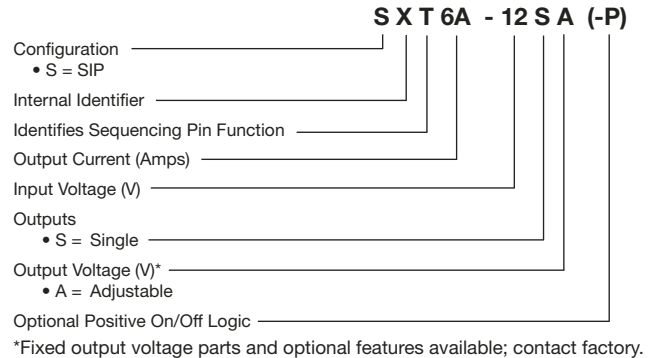 S X T 6A - 12 S A (-P)
Configuration
• S = SIP
Internal Identifier
Identifies Sequencing Pin Function
Output Current (Amps)
Input Voltage (V)
Outputs
• S = Single
Output Voltage (V)*
• A = Adjustable
Optional Positive On/Off Logic
*Fixed output voltage parts and optional features available; contact factory.